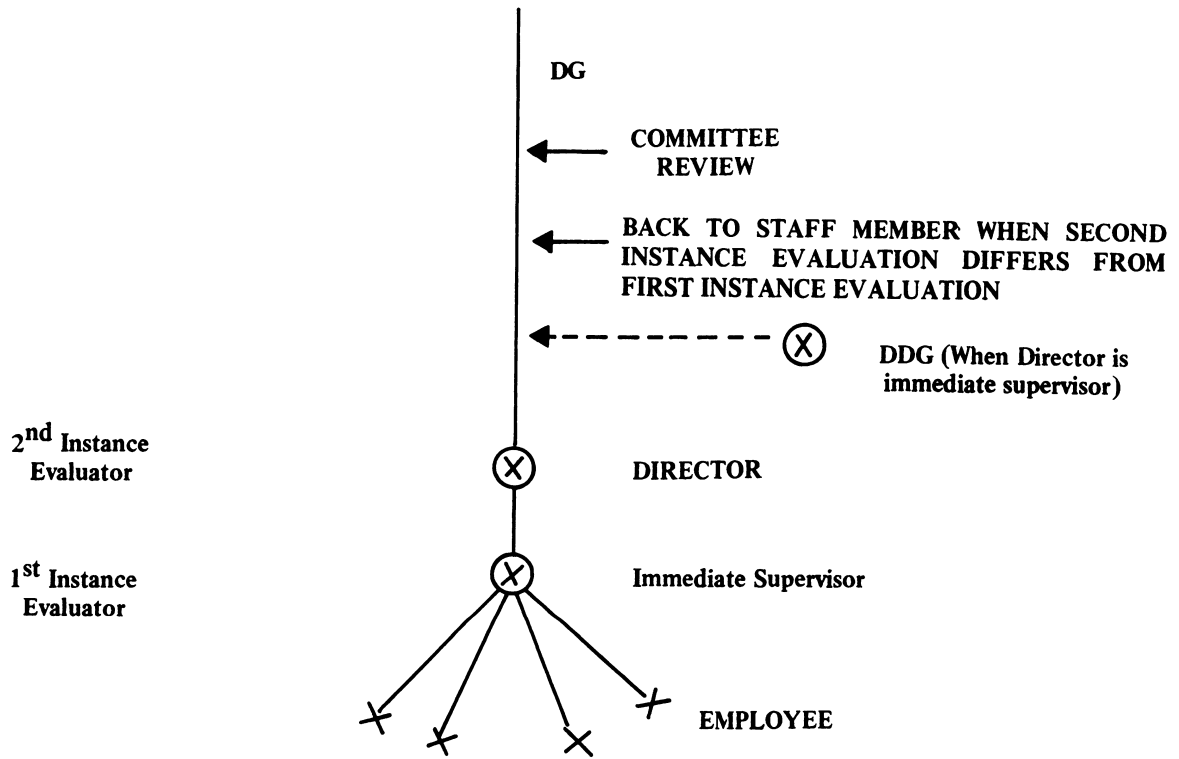 DG
COMMITTEE
REVIEW
BACK TO STAFF MEMBER WHEN SECOND
INSTANCE EVALUATION DIFFERS FROM
FIRST INSTANCE EVALUATION
DDG (When Director is
immediate supervisor)
2nd Instance
Evaluator
DIRECTOR
1st Instance
Evaluator
Immediate Supervisor
EMPLOYEE